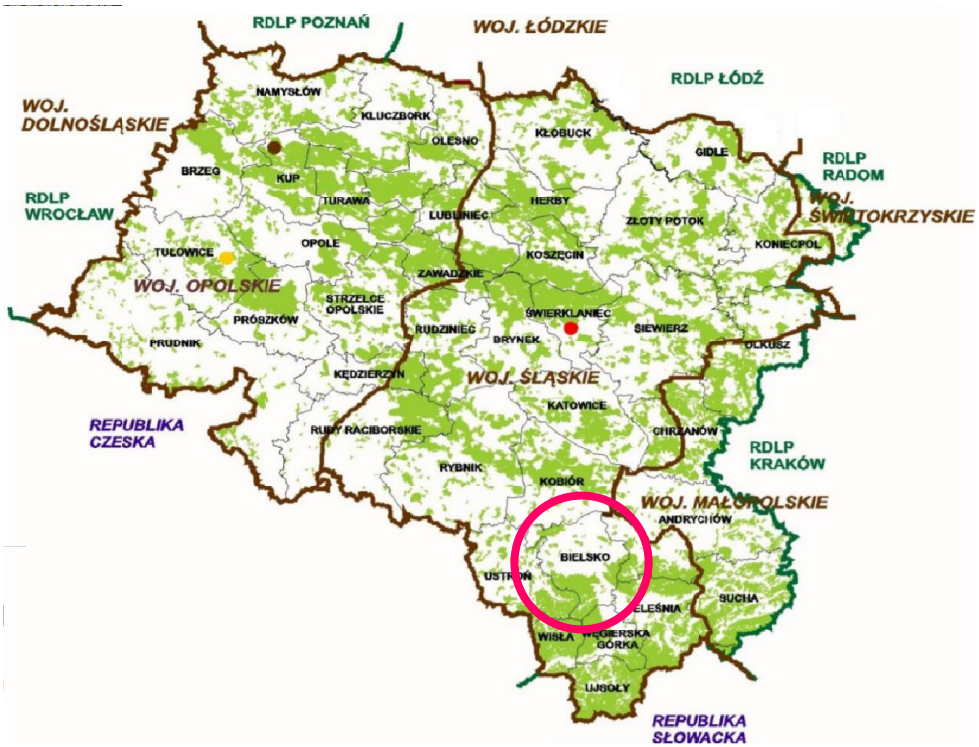 RDLP POZNAŃ
WOJ. ŁÓDZKIE
RDLP ŁÓDŹ
NAMYSŁÓW
WOJ.
DOLNOŚLĄSKIE
KLUCZBORK
KŁOBUCK
OLESNO
GIDLE
RDLP
RADOM
BRZEG
KUP
RDLP
WROCŁAW
TURAWA
LUBLINIEC
HERBY
ZŁOTY POTOK
WOJ.
ŚWIĘTOKRZYSKIE
OPOLE
KONIECPOL
TUŁOWICE
KOSZĘCIN
ZAWADZKIE
WOJ. OPOLSKIE
STRZELCE
OPOLSKIE
PRÓSZKÓW
ŚWIERKLANIEC
RUDZINIEC
BRYNEK
SIEWIERZ
PRUDNIK
OLKUSZ
KĘDZIERZYN
WOJ. ŚLĄSKIE
KATOWICE
REPUBLIKA
CZESKA
RUDY RACIBORSKIE
CHRZANÓW
RDLP
KRAKÓW
RYBNIK
KOBIÓR
WOJ. MAŁOPOLSKIE
ANDRYCHÓW
BIELSKO
USTROŃ
SUCHA
ELEŚNIA
WISŁA
WĘGIERSKA
GÓRKA
UJSOŁY
REPUBLIKA
SŁOWACKA